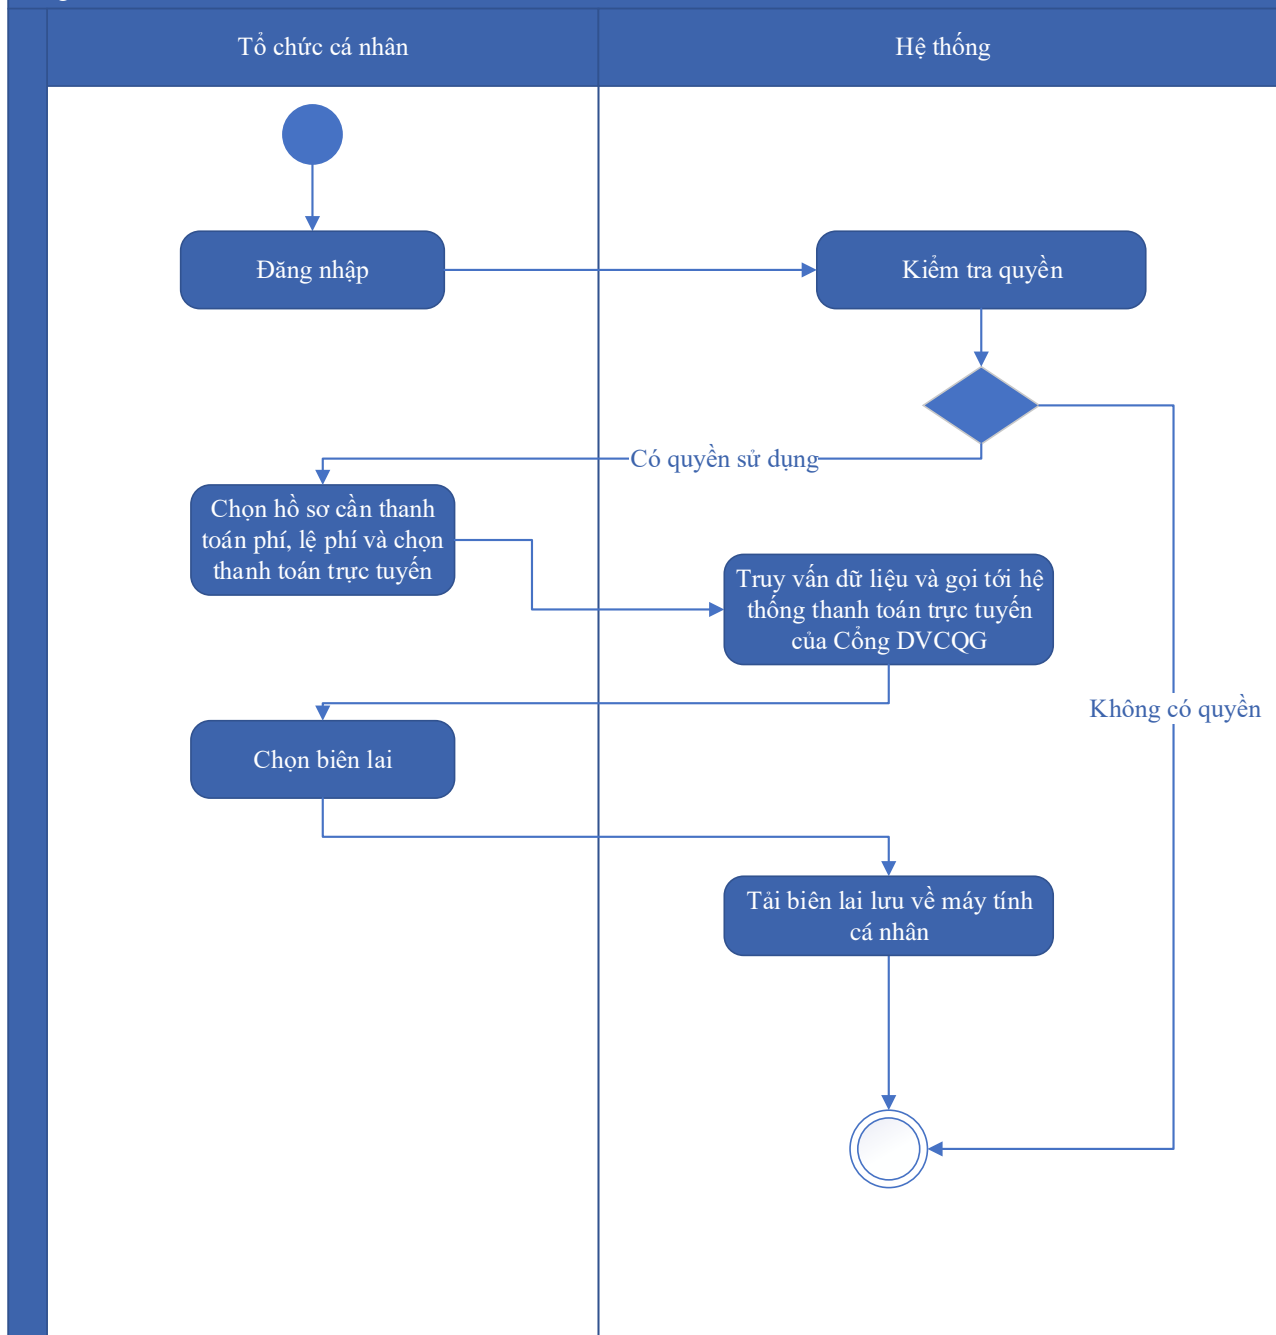 Tổ chức cá nhân
Hệ thống
Đăng nhập
Kiểm tra quyền
Có quyền sử dụng
Chọn hồ sơ cần thanh
toán phí, lệ phí và chọn
thanh toán trực tuyến
Truy vấn dữ liệu và gọi tới hệ
thống thanh toán trực tuyến
của Cổng DVCQG
Không có quyền
Chọn biên lai
Tải biên lai lưu về máy tính
cá nhân